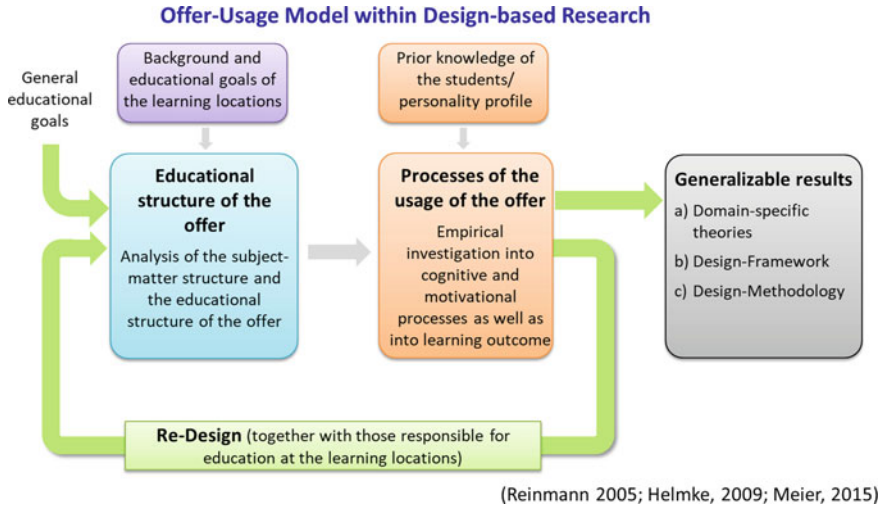 Offer-Usage Model within Design-based Research
General
educational
goals
Background and
educational goals of
the learning locations
Prior knowledge of
the students/
personality profile
Educational
structure of the
offer
Analysis of the subject-
matter structure and
the educational
structure of the offer
Processes of the
usage of the offer
Empirical
investigation into
cognitive and
motivational
processes as well as
into learning outcome
Generalizable results
a) Domain-specific
theories
b) Design-Framework
c) Design-Methodology
Re-Design (together with those responsible for
education at the learning locations)
(Reinmann 2005; Helmke, 2009; Meier, 2015)